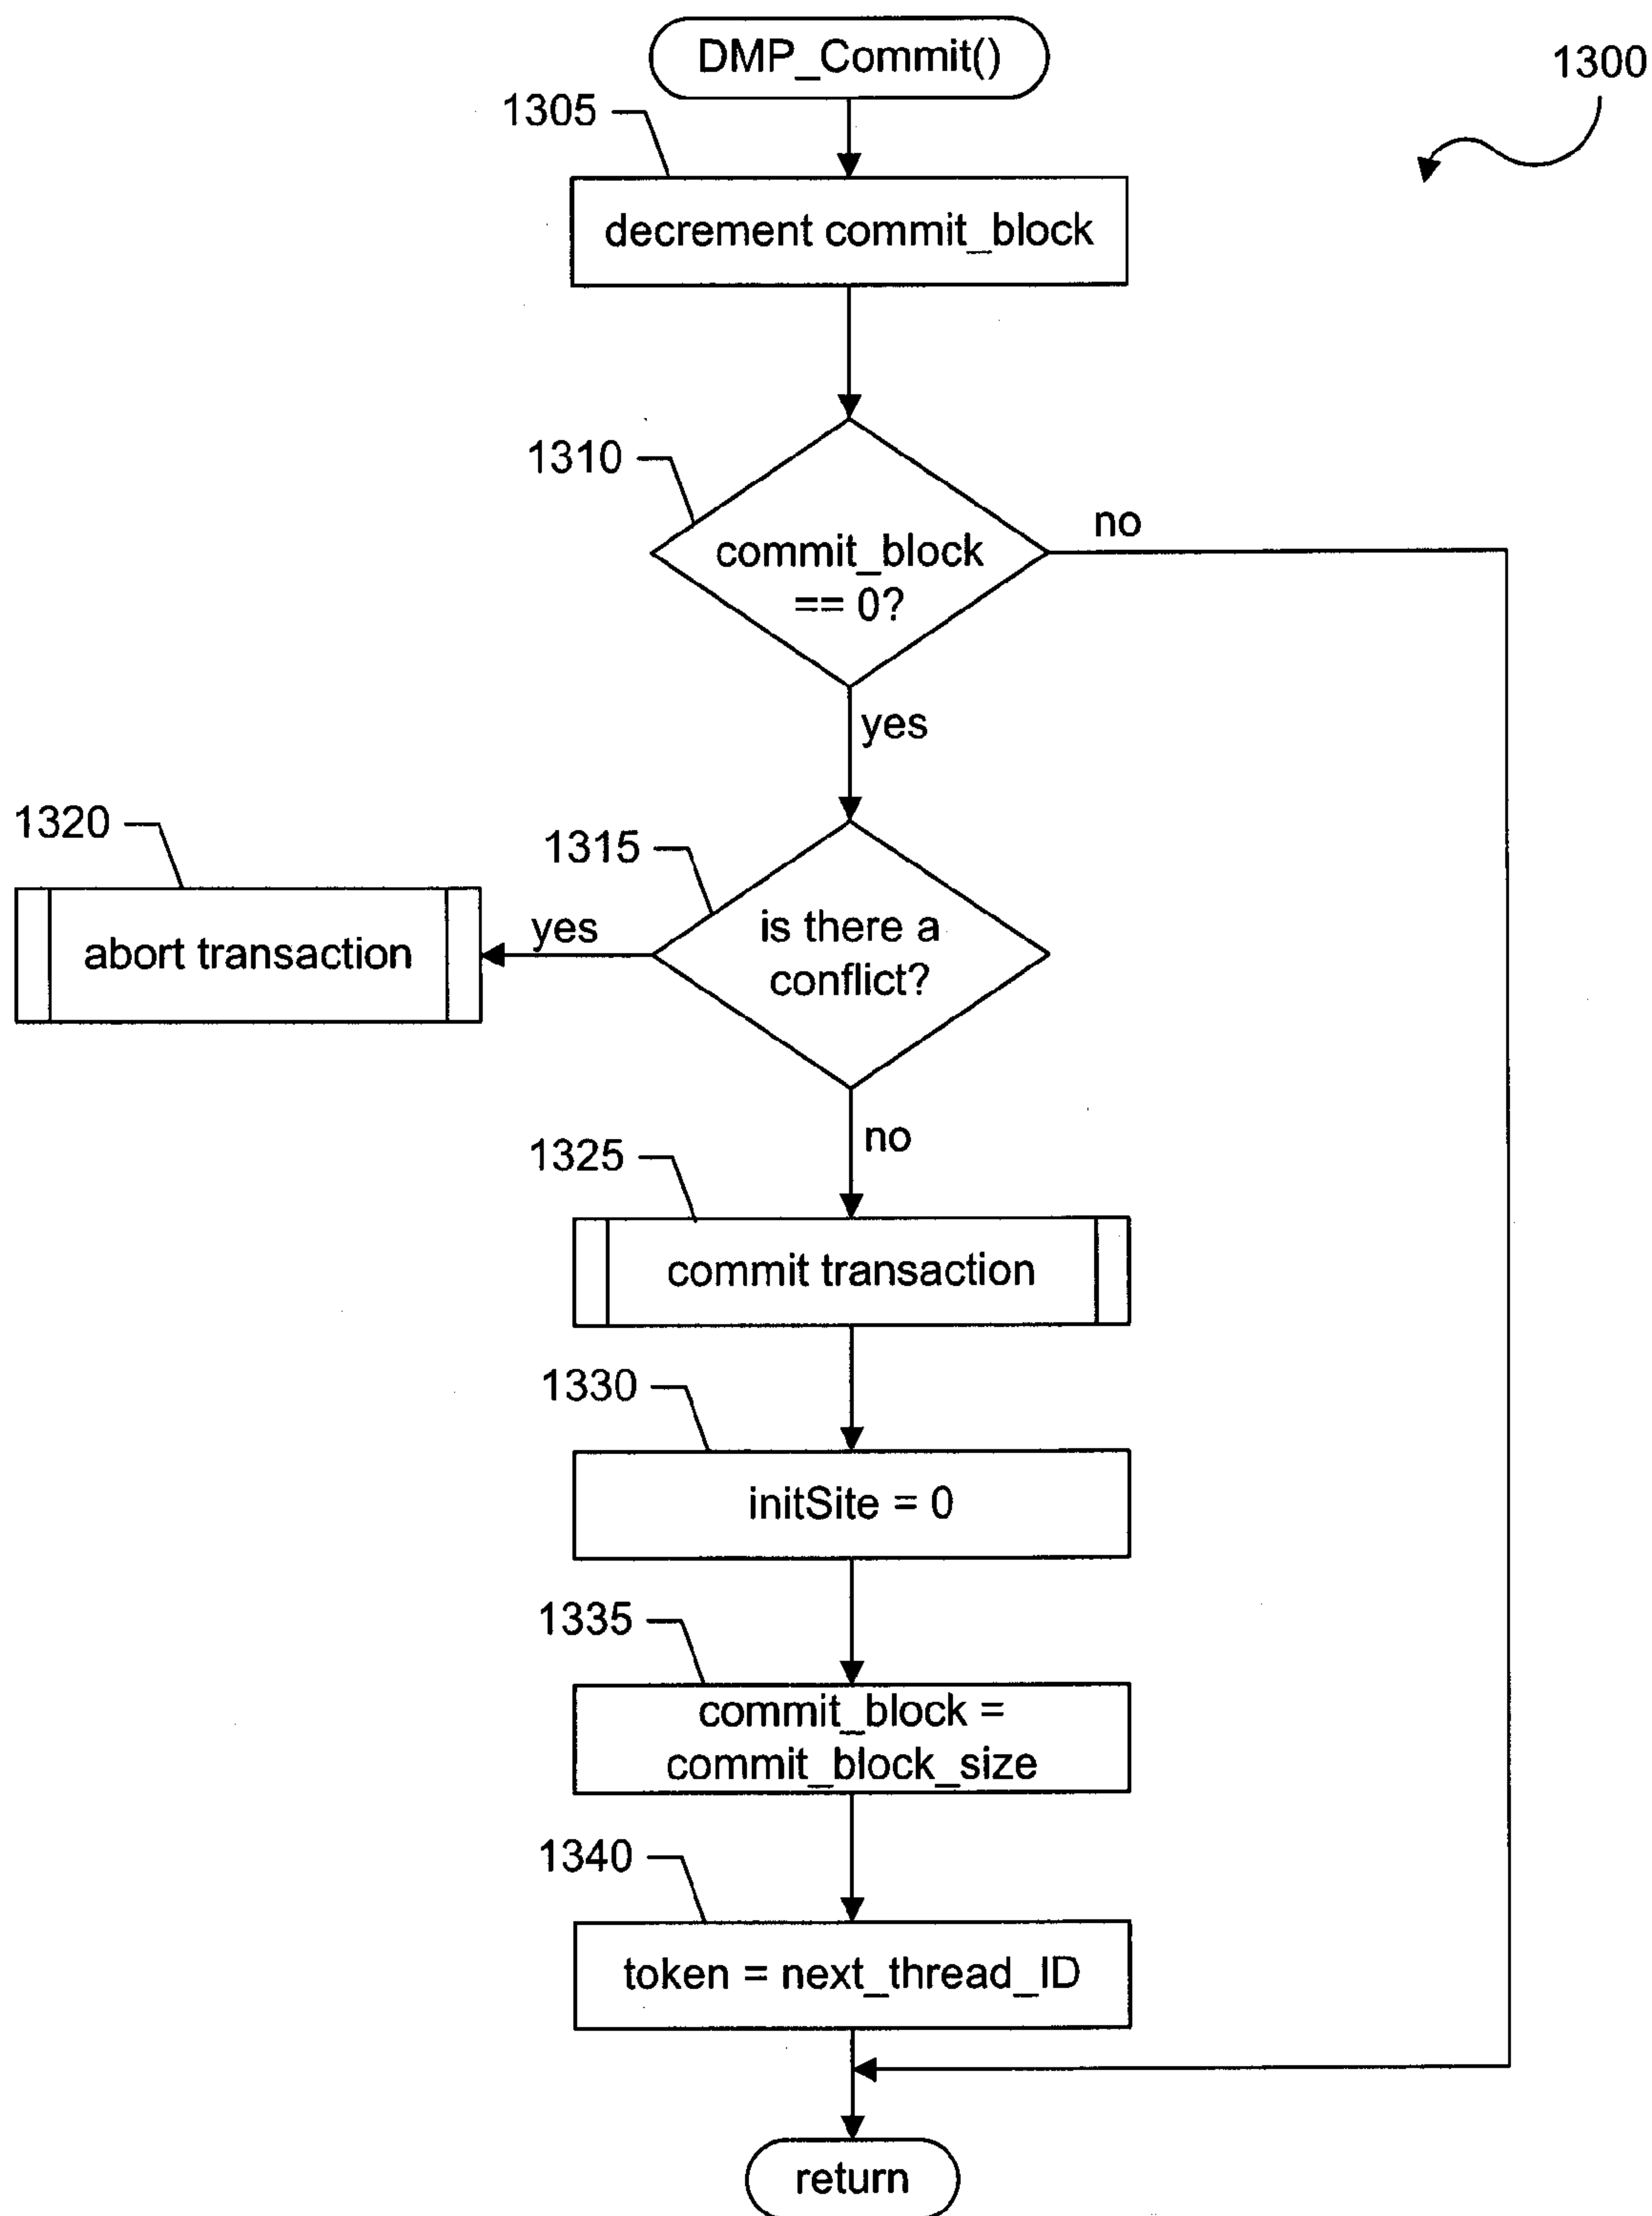 DMP_Commit()
1300
1305
decrement commit_block
1310
commit_block
== 0?
no
yes
1320
1315
abort transaction
yes
is there a
conflict?
no
1325
commit transaction
1330
initSite = 0
1335
commit_block =
commit_block_size
1340
token = next_thread_ID
return